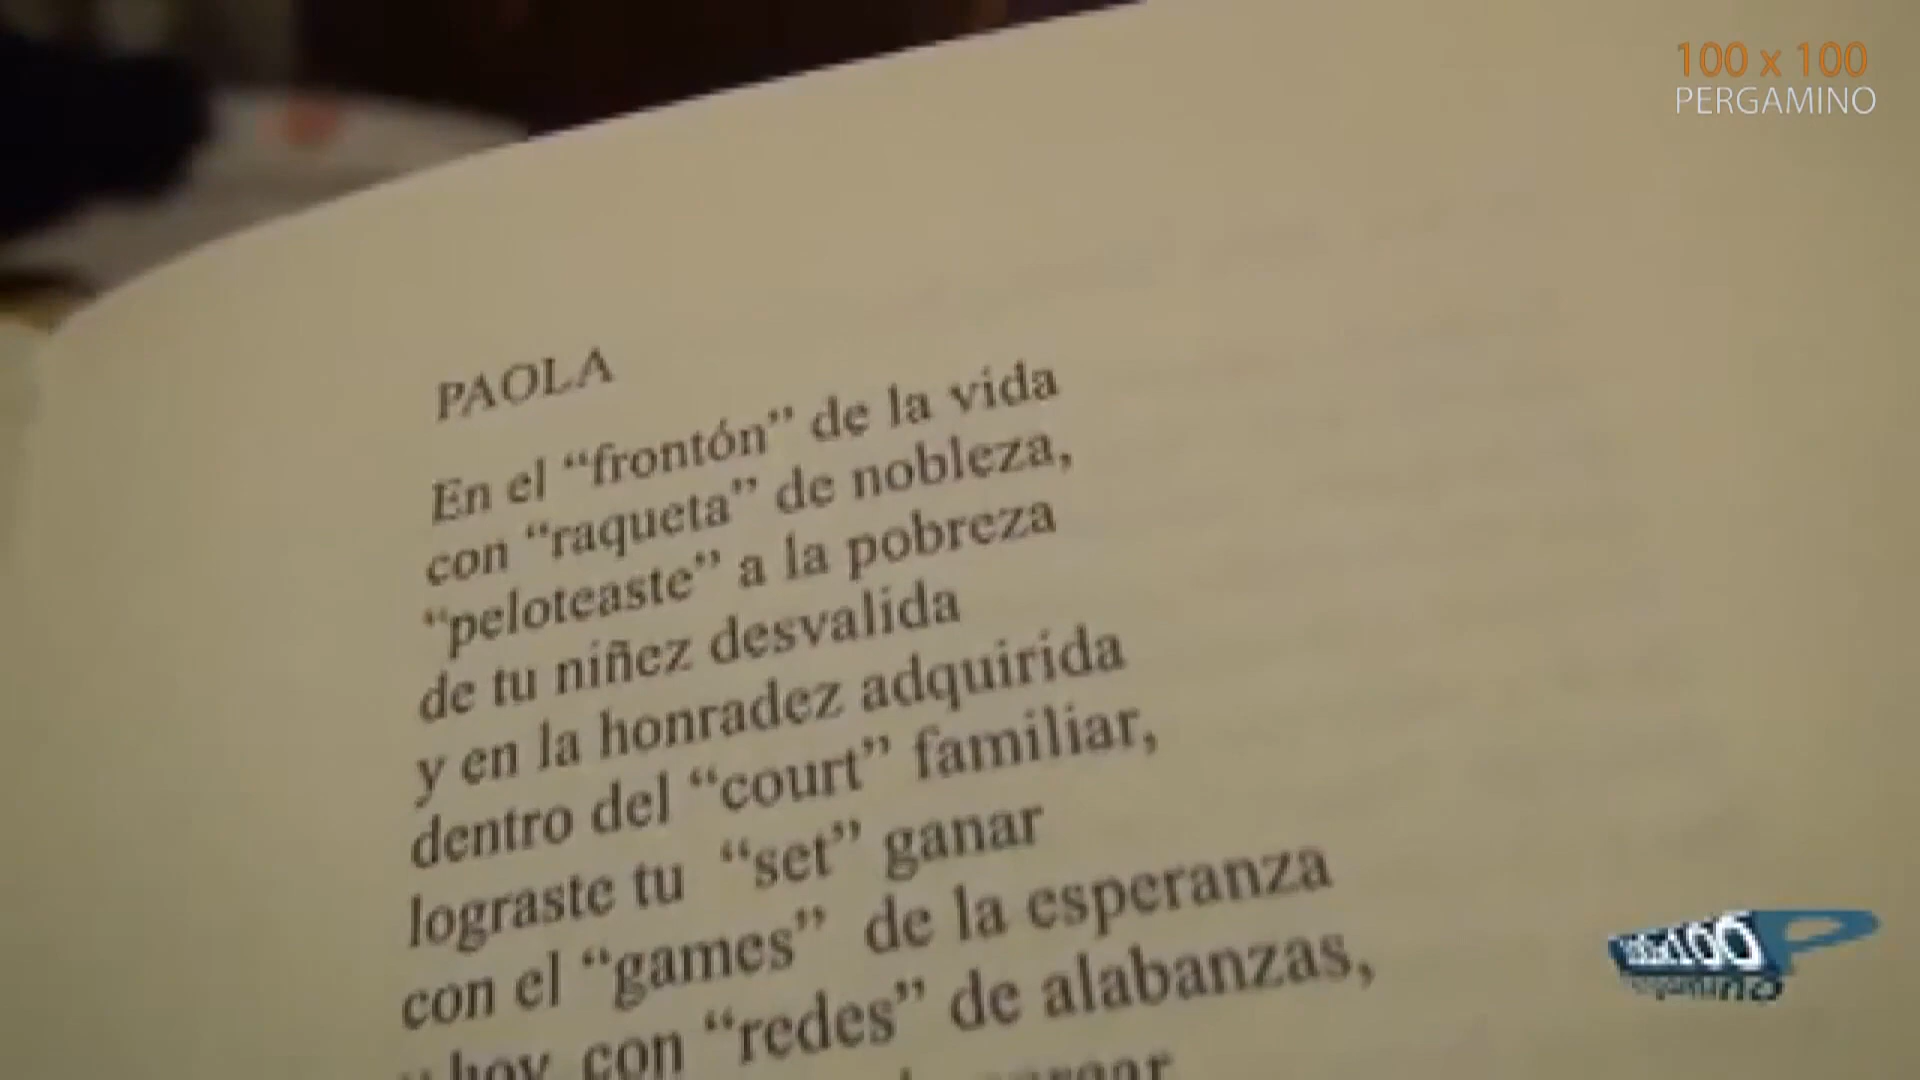 100 x 100
PERGAMINO
PAOLA
En el “frontón” de la vida
con “raqueta” de nobleza,
“peloteaste” a la pobreza
de tu niñez desvalida
y en la honradez adquirida
dentro del “court” familiar,
lograste tu “set” ganar
con el “games” de la esperanza
y hoy con “redes” de alabanzas,
100